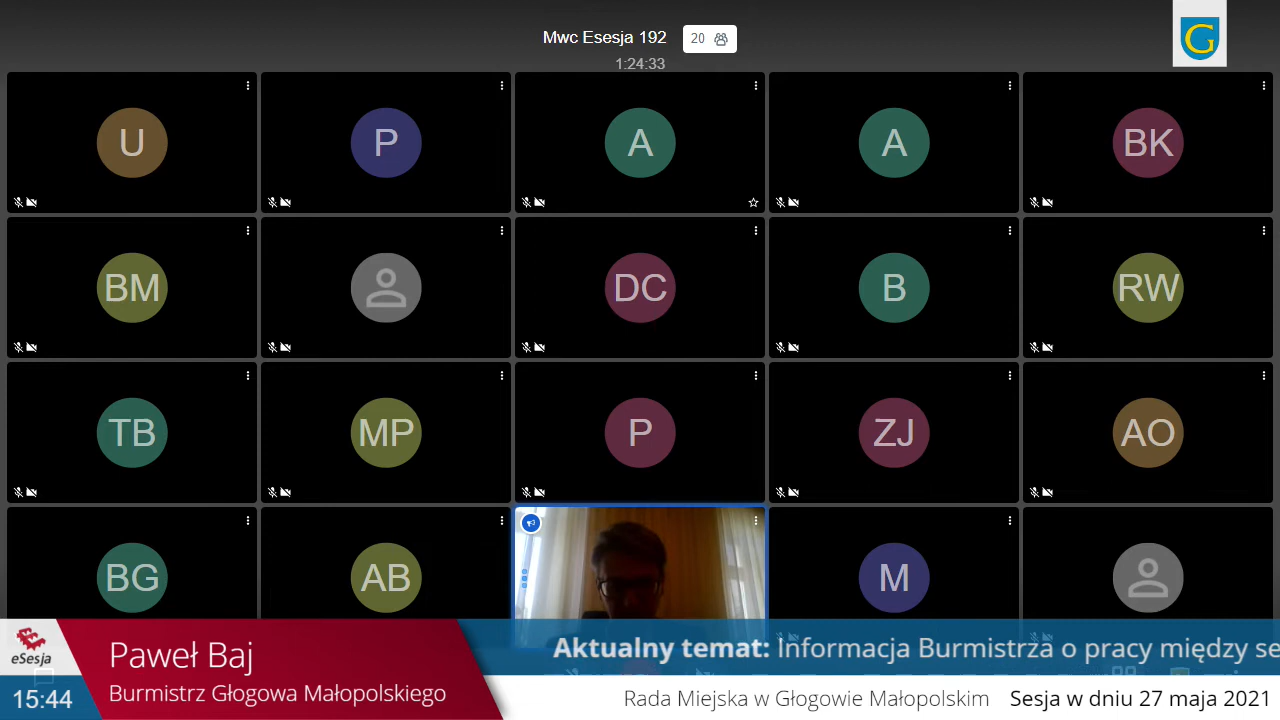 Mwc Esesja 192
20
1:24:33
G
U
P
A
A
BK
BM
DC
B
RW
TB
MP
P
ZJ
AO
BG
AB
M
eSesja
Paweł Baj
Burmistrz Głogowa Małopolskiego
Aktualny temat: Informacja Burmistrza o pracy między se
15:44
Rada Miejska w Głogowie Małopolskim Sesja w dniu 27 maja 2021